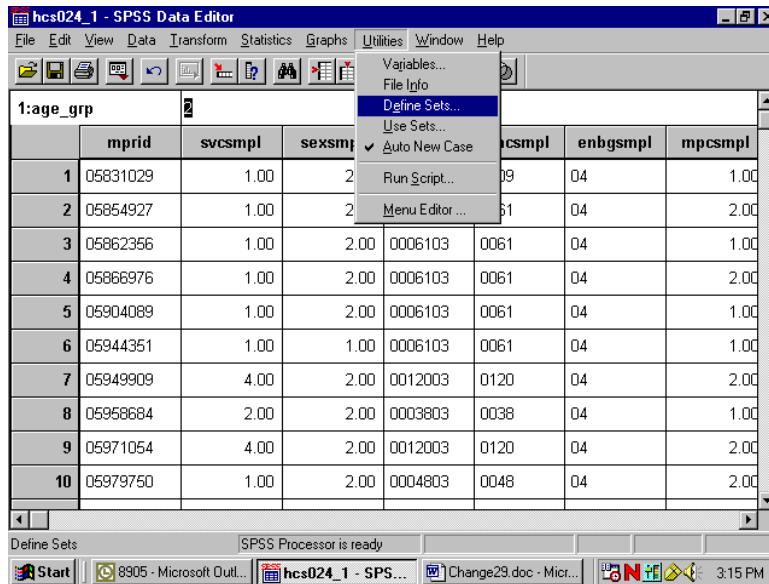 hcs024_1 - SPSS Data Editor
File Edit View Data Transform Statistics Graphs Utilities Window Help
Variables...
File Info
Define Sets...
Use Sets...
Auto New Case
Run Script...
Menu Editor ...
1:age_grp 2
mprid svcsmpl sexsmp csmpl enbgsmpl mpcsmpl
1 05831029 1.00 2 09 04 1.00
2 05854927 1.00 2 61 04 2.00
3 05862356 1.00 2.00 0006103 0061 04 1.00
4 05866976 1.00 2.00 0006103 0061 04 2.00
5 05904089 1.00 2.00 0006103 0061 04 1.00
6 05944351 1.00 1.00 0006103 0061 04 1.00
7 05949909 4.00 2.00 0012003 0120 04 2.00
8 05958684 2.00 2.00 0003803 0038 04 1.00
9 05971054 4.00 2.00 0012003 0120 04 2.00
10 05979750 1.00 2.00 0004803 0048 04 2.00
Define Sets SPSS Processor is ready
Start 8905 - Microsoft Outl... hcs024_1 - SPS... Change29.doc - Micr... 3:15 PM